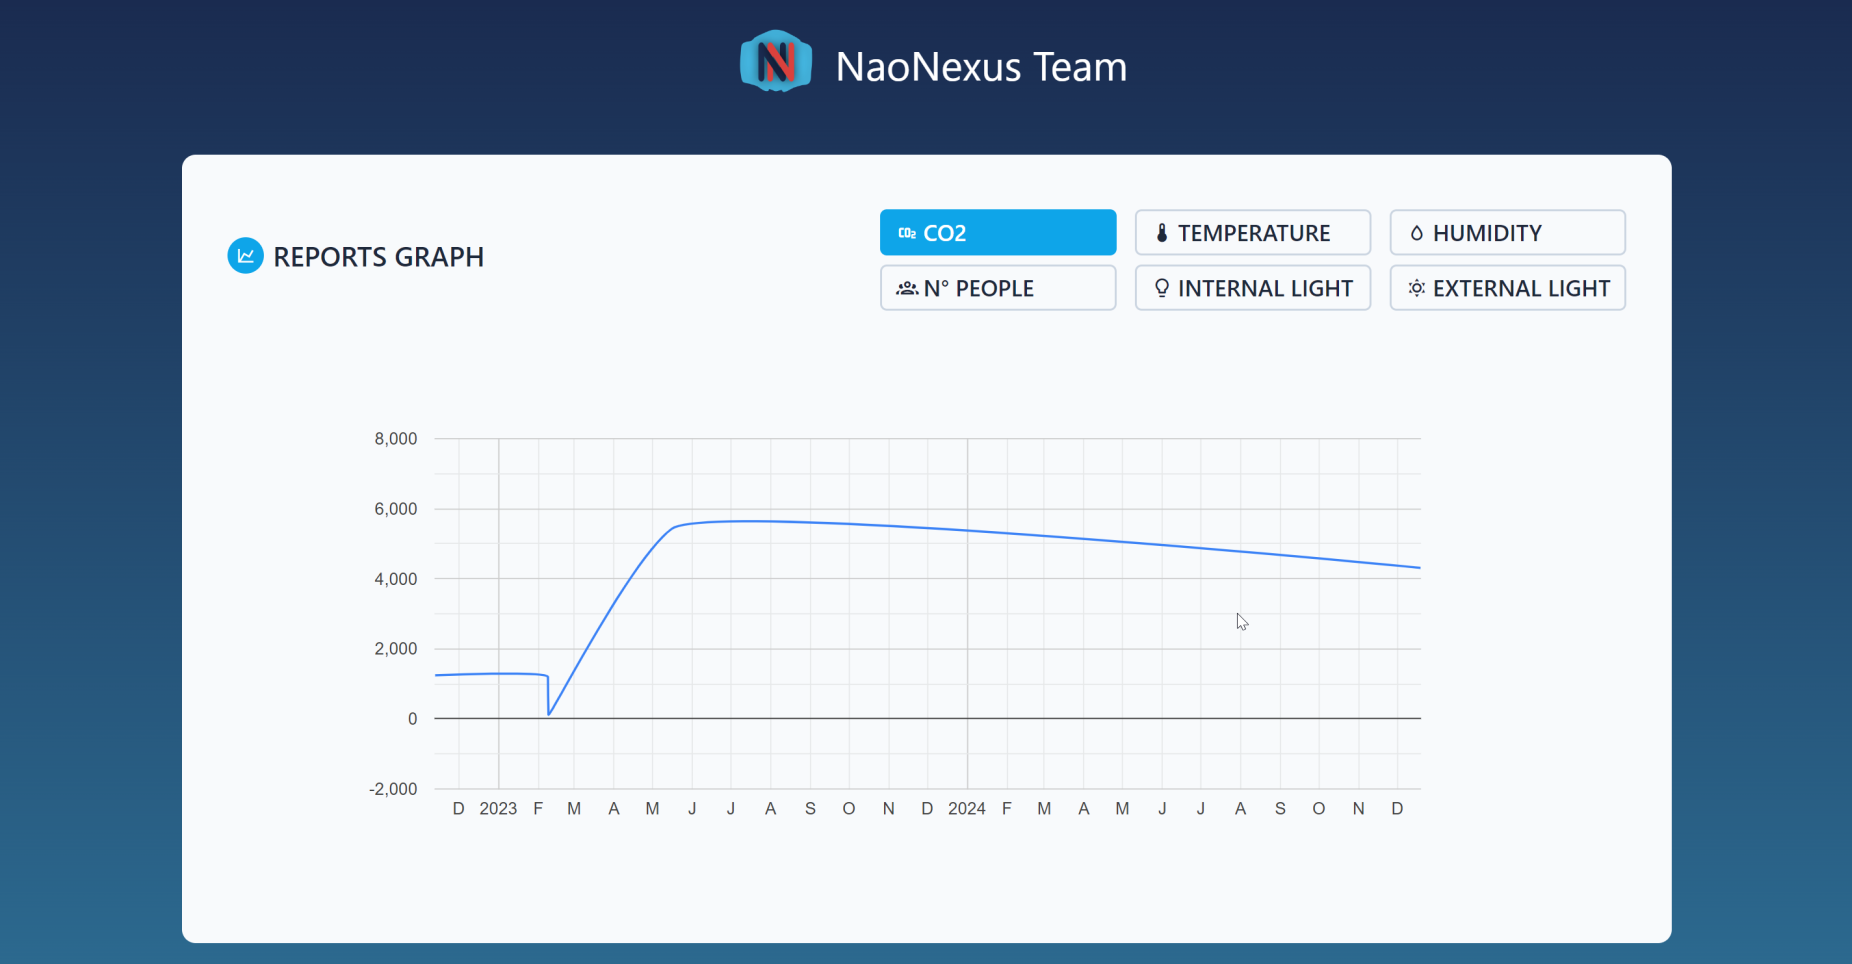 N
NaoNexus Team
REPORTS GRAPH
CO2 CO2
TEMPERATURE
HUMIDITY
N° PEOPLE
INTERNAL LIGHT
EXTERNAL LIGHT
8,000
6,000
4,000
2,000
0
-2,000
D 2023 F M A M J J A S O N D 2024 F M A M J J A S O N D